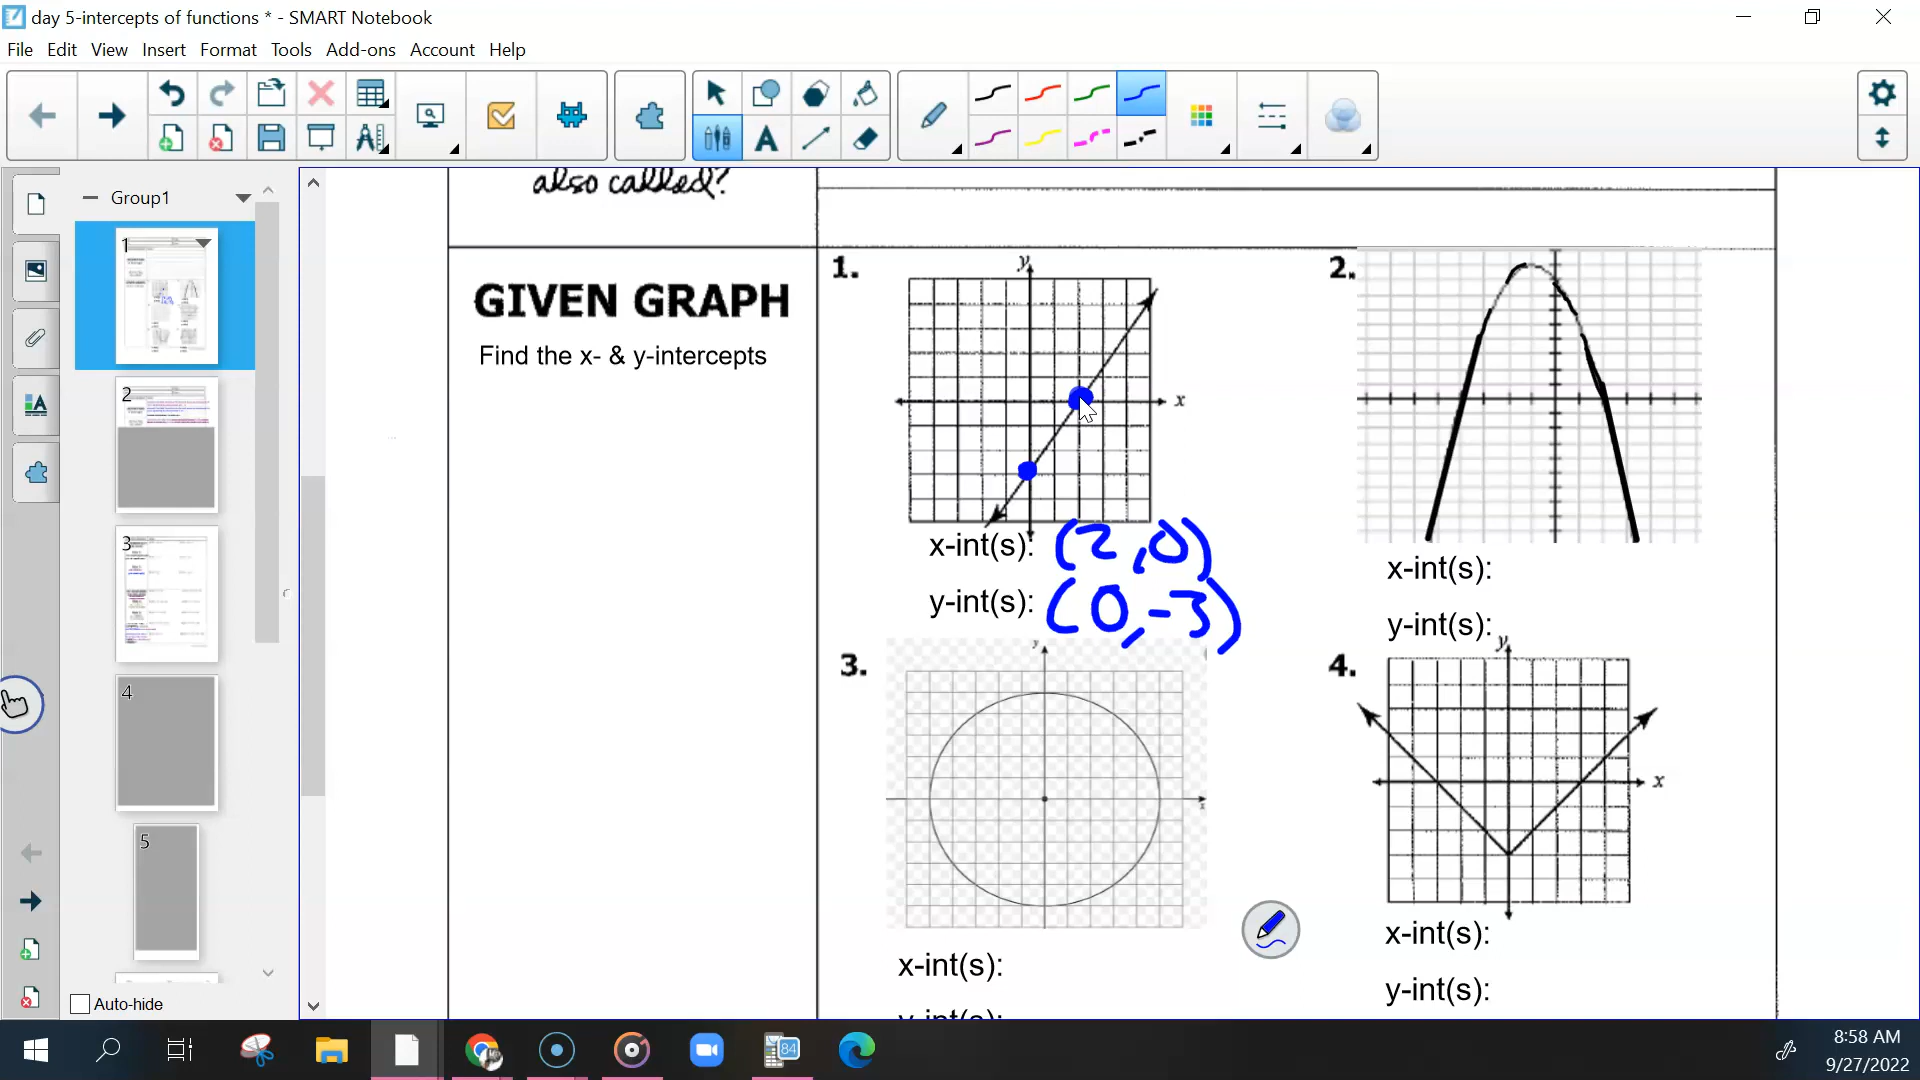 day 5-intercepts of functions * - SMART Notebook
File Edit View Insert Format Tools Add-ons Account Help
Group1
1
2
3
4
5
Auto-hide
also called?
GIVEN GRAPH
Find the x- & y-intercepts
1.
y
x
x-int(s): (2,0)
y-int(s): (0,-3)
2.
x-int(s):
y-int(s):
3.
y
x
x-int(s):
y-int(s):
4.
y
x
x-int(s):
y-int(s):
84
8:58 AM
9/27/2022